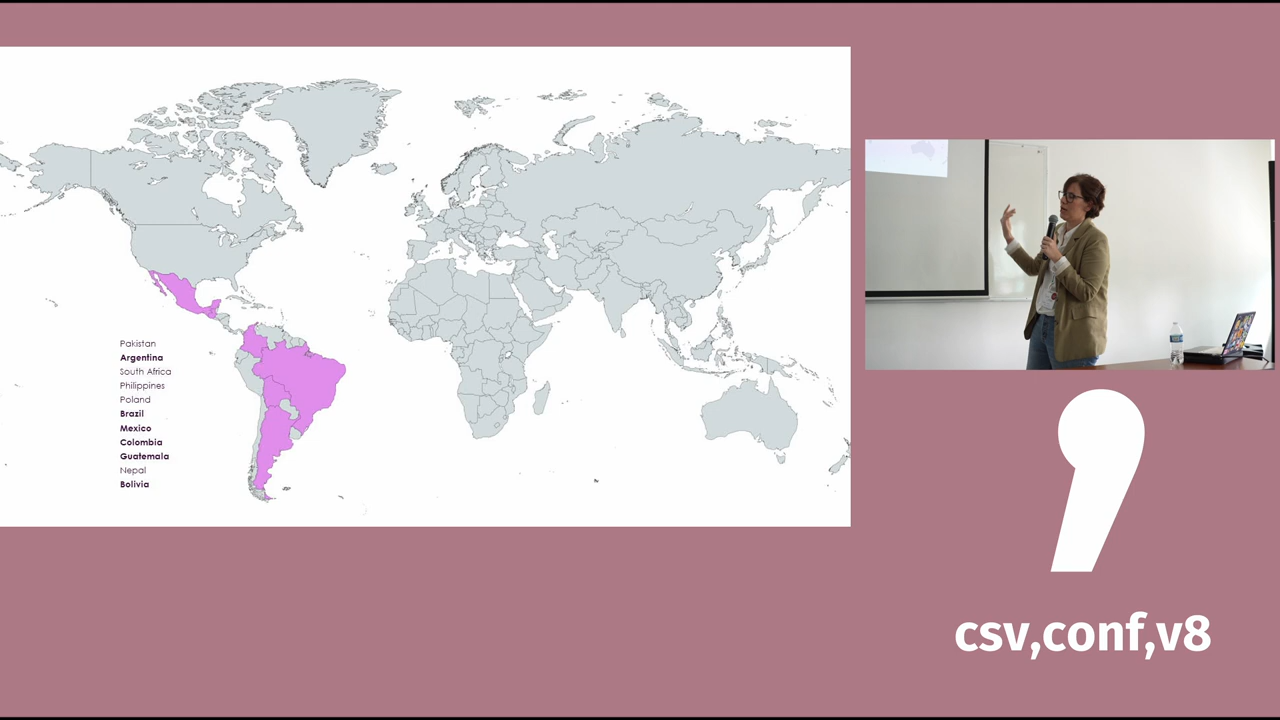 Pakistan
Argentina
South Africa
Philippines
Poland
Brazil
Mexico
Colombia
Guatemala
Nepal
Bolivia
csv,conf,v8